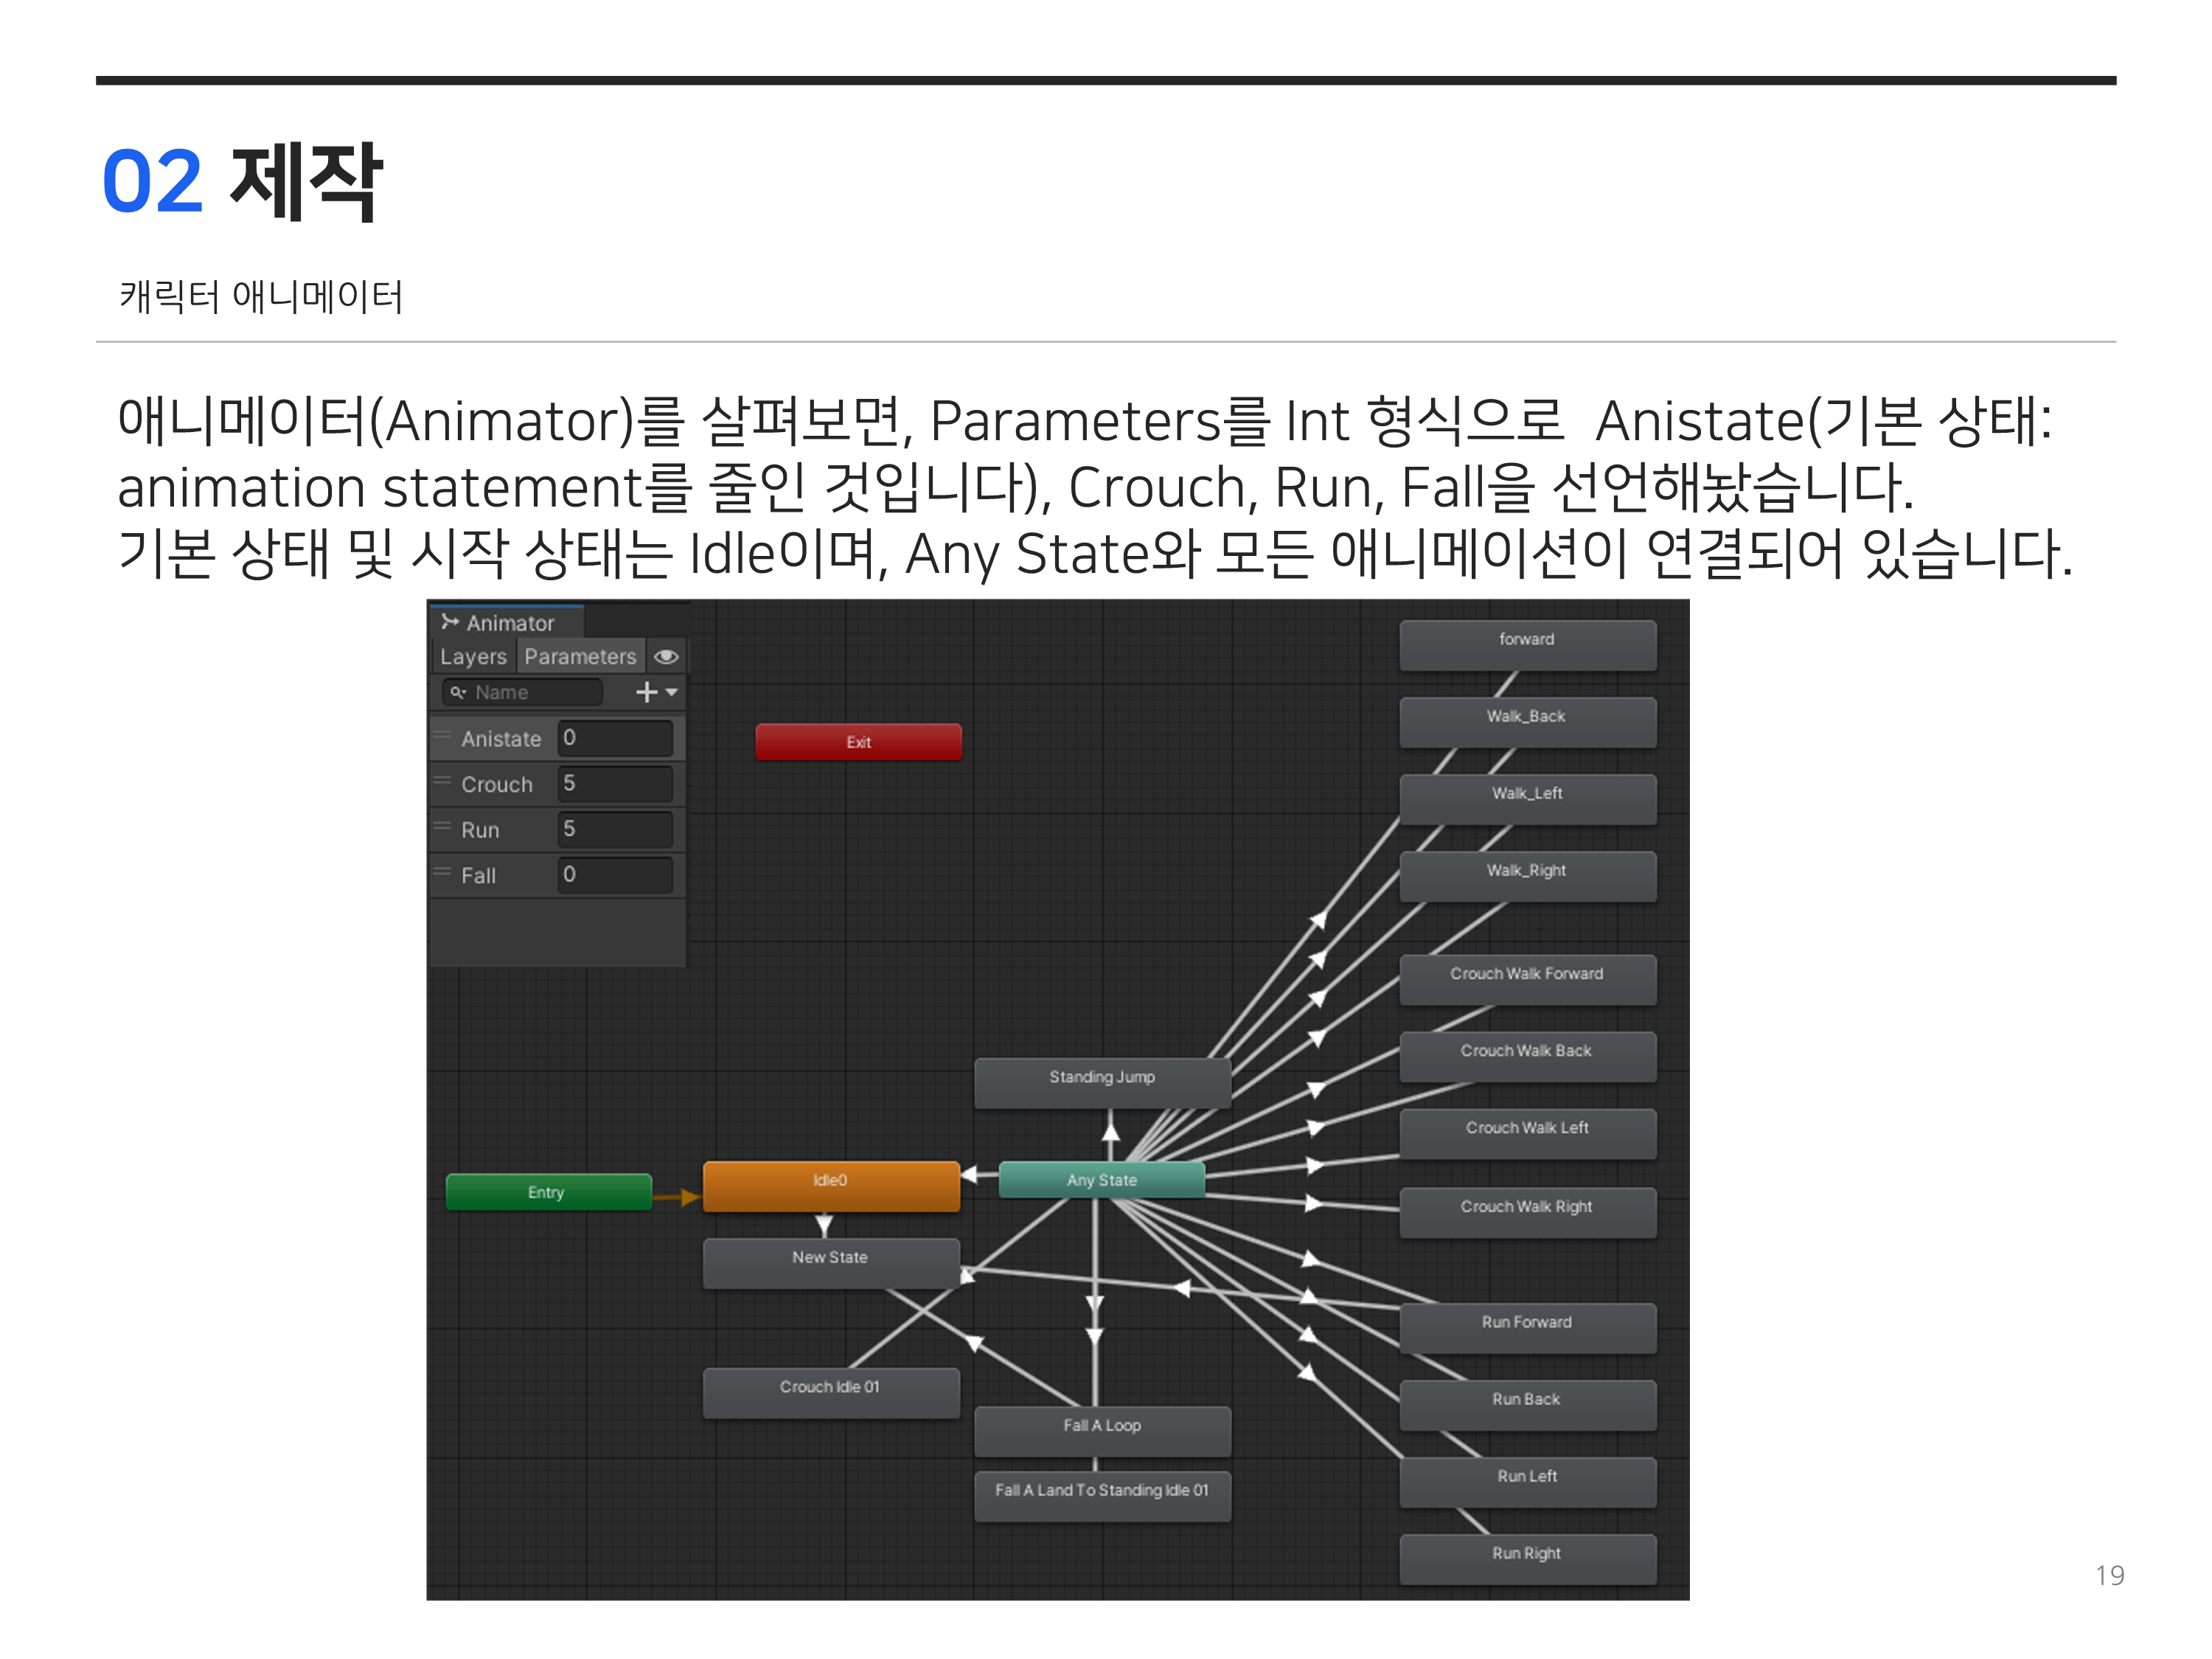 02 제작
캐릭터 애니메이터
애니메이터(Animator)를 살펴보면, Parameters를 Int 형식으로  Anistate(기본 상태:
animation statement를 줄인 것입니다), Crouch, Run, Fall을 선언해놨습니다.
기본 상태 및 시작 상태는 Idle이며, Any State와 모든 애니메이션이 연결되어 있습니다.
Animator
Layers Parameters
Name
Anistate 0
Crouch 5
Run 5
Fall 0
Exit
forward
Walk_Back
Walk_Left
Walk_Right
Crouch Walk Forward
Crouch Walk Back
Crouch Walk Left
Crouch Walk Right
Standing Jump
Entry
Idle0
Any State
New State
Crouch Idle 01
Fall A Loop
Fall A Land To Standing Idle 01
Run Forward
Run Back
Run Left
Run Right
19